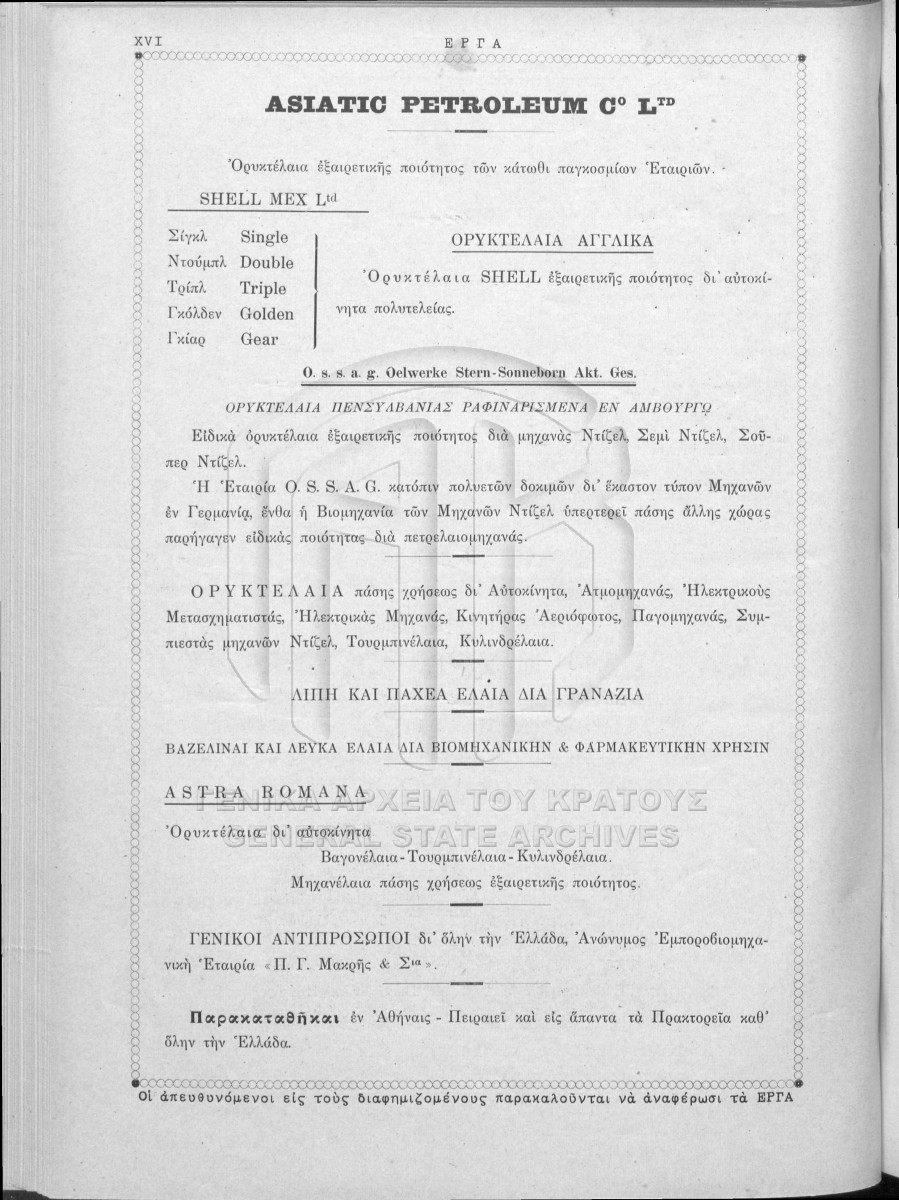 XVI
ΕΡΓΑ
ASIATIC PETROLEUM Cº LTD
Ὀρυκτέλαια ἐξαιρετικῆς ποιότητος τῶν κάτωθι παγκοσμίων Ἑταιριῶν.
SHELL MEX Ltd
Σίγκλ Single
Ντούμπλ Double
Τρίπλ Triple
Γκόλδεν Golden
Γκίαρ Gear
ΟΡΥΚΤΕΛΑΙΑ ΑΓΓΛΙΚΑ
Ὀρυκτέλαια SHELL ἐξαιρετικῆς ποιότητος δι' αὐτοκί-
νητα πολυτελείας.
O. s. s. a. g. Oelwerke Stern-Sonneborn Akt. Ges.
ΟΡΥΚΤΕΛΑΙΑ ΠΕΝΣΥΛΒΑΝΙΑΣ ΡΑΦΙΝΑΡΙΣΜΕΝΑ ΕΝ ΑΜΒΟΥΡΓΩ
Εἰδικὰ ὀρυκτέλαια ἐξαιρετικῆς ποιότητος διὰ μηχανὰς Ντίζελ, Σεμὶ Ντίζελ, Σοῦ-
περ Ντίζελ.
Ἡ Ἑταιρία O. S. S. A. G. κατόπιν πολυετῶν δοκιμῶν δι' ἕκαστον τύπον Μηχανῶν
ἐν Γερμανίᾳ, ἔνθα ἡ Βιομηχανία τῶν Μηχανῶν Ντίζελ ὑπερτερεῖ πάσης ἄλλης χώρας
παρήγαγεν εἰδικὰς ποιότητας διὰ πετρελαιομηχανάς.
ΟΡΥΚΤΕΛΑΙΑ πάσης χρήσεως δι' Αὐτοκίνητα, Ἀτμομηχανάς, Ἠλεκτρικοὺς
Μετασχηματιστάς, Ἠλεκτρικὰς Μηχανάς, Κινητήρας Ἀεριόφωτος, Παγομηχανάς, Συμ-
πιεστὰς μηχανῶν Ντίζελ, Τουρμπινέλαια, Κυλινδρέλαια.
ΛΙΠΗ ΚΑΙ ΠΑΧΕΑ ΕΛΑΙΑ ΔΙΑ ΓΡΑΝΑΖΙΑ
ΒΑΖΕΛΙΝΑΙ ΚΑΙ ΛΕΥΚΑ ΕΛΑΙΑ ΔΙΑ ΒΙΟΜΗΧΑΝΙΚΗΝ & ΦΑΡΜΑΚΕΥΤΙΚΗΝ ΧΡΗΣΙΝ
ASTRA ROMANA
ΓΕΝΙΚΑ ΑΡΧΕΙΑ ΤΟΥ ΚΡΑΤΟΥΣ
Ὀρυκτέλαια δι' αὐτοκίνητα
GENERAL STATE ARCHIVES
Βαγονέλαια - Τουρμπινέλαια - Κυλινδρέλαια.
Μηχανέλαια πάσης χρήσεως ἐξαιρετικῆς ποιότητος.
ΓΕΝΙΚΟΙ ΑΝΤΙΠΡΟΣΩΠΟΙ δι' ὅλην τὴν Ἑλλάδα, Ἀνώνυμος Ἐμποροβιομηχα-
νικὴ Ἑταιρία «Π. Γ. Μακρῆς & Σια».
Παρακαταθῆκαι ἐν Ἀθήναις - Πειραιεῖ καὶ εἰς ἅπαντα τὰ Πρακτορεῖα καθ'
ὅλην τὴν Ἑλλάδα.
Οἱ ἀπευθυνόμενοι εἰς τοὺς διαφημιζομένους παρακαλοῦνται νὰ ἀναφέρωσι τὰ ΕΡΓΑ